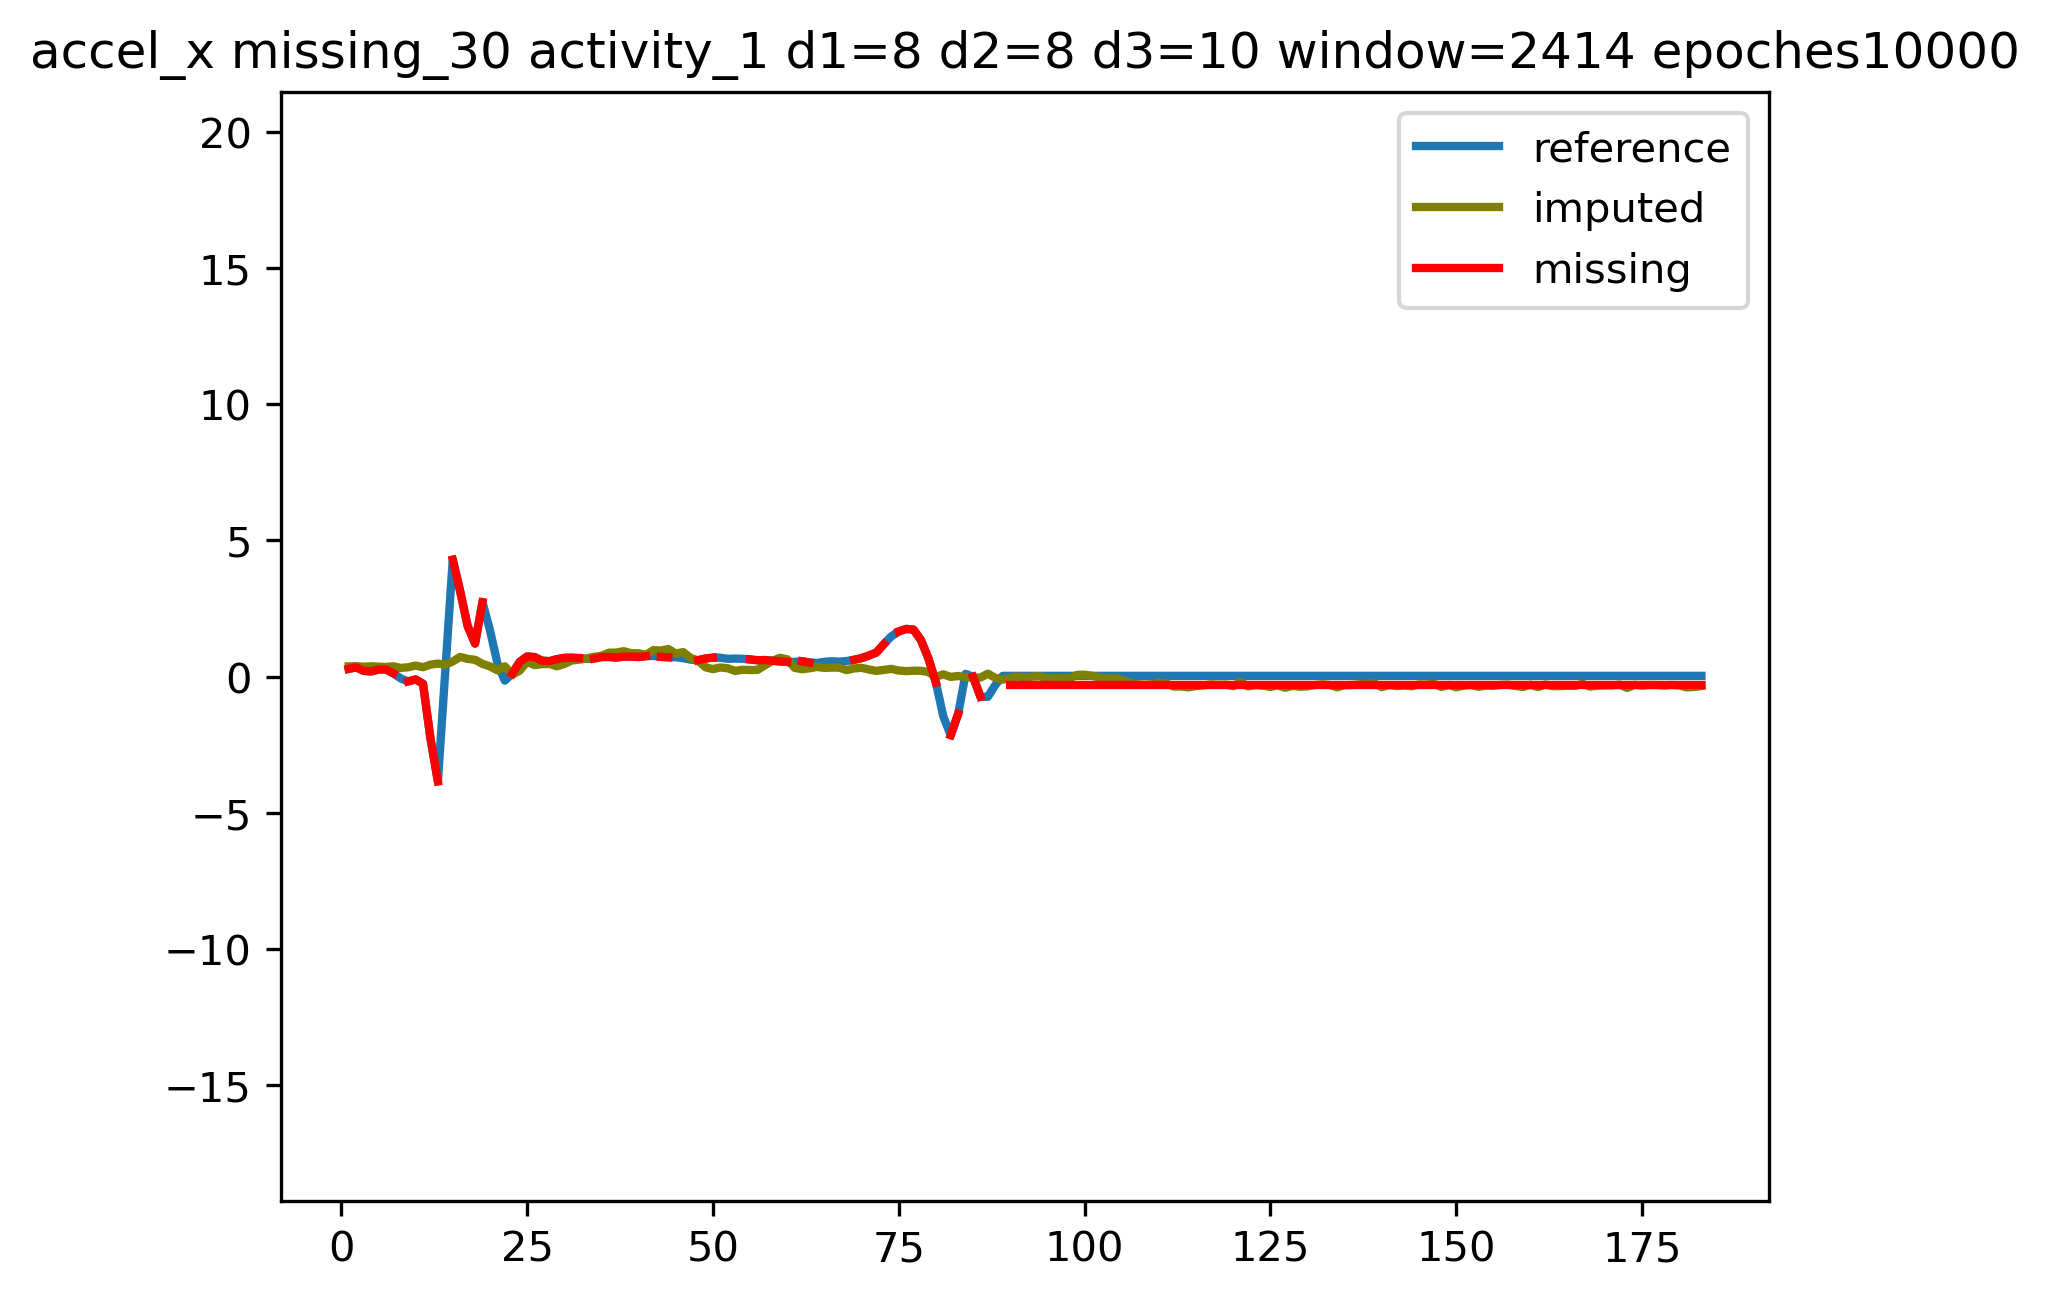 accel_x missing_30 activity_1 d1=8 d2=8 d3=10 window=2414 epoches10000
reference
imputed
missing
20
15
10
5
0
−5
−10
−15
0 25 50 75 100 125 150 175